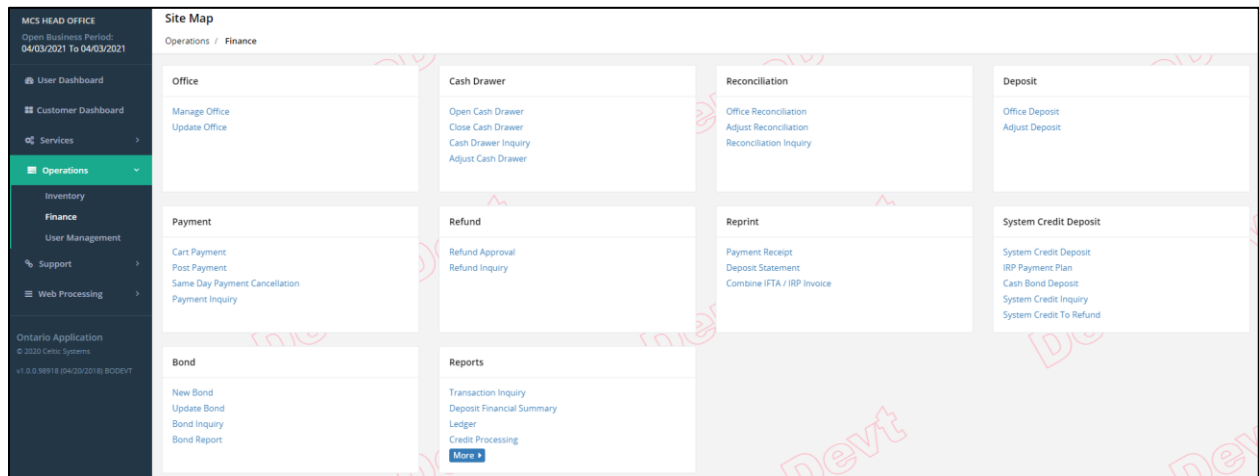 MCS HEAD OFFICE
Open Business Period:
04/03/2021 To 04/03/2021
User Dashboard
Customer Dashboard
Services
Operations
Inventory
Finance
User Management
Support
Web Processing
Ontario Application
© 2020 Celtic Systems
v1.0.0.98918 (04/20/2018) BODEVT
Site Map
Operations / Finance
Office
Manage Office
Update Office
Cash Drawer
Open Cash Drawer
Close Cash Drawer
Cash Drawer Inquiry
Adjust Cash Drawer
Reconciliation
Office Reconciliation
Adjust Reconciliation
Reconciliation Inquiry
Deposit
Office Deposit
Adjust Deposit
Payment
Cart Payment
Post Payment
Same Day Payment Cancellation
Payment Inquiry
Refund
Refund Approval
Refund Inquiry
Reprint
Payment Receipt
Deposit Statement
Combine IFTA / IRP Invoice
System Credit Deposit
System Credit Deposit
IRP Payment Plan
Cash Bond Deposit
System Credit Inquiry
System Credit To Refund
Bond
New Bond
Update Bond
Bond Inquiry
Bond Report
Reports
Transaction Inquiry
Deposit Financial Summary
Ledger
Credit Processing
More
Devt